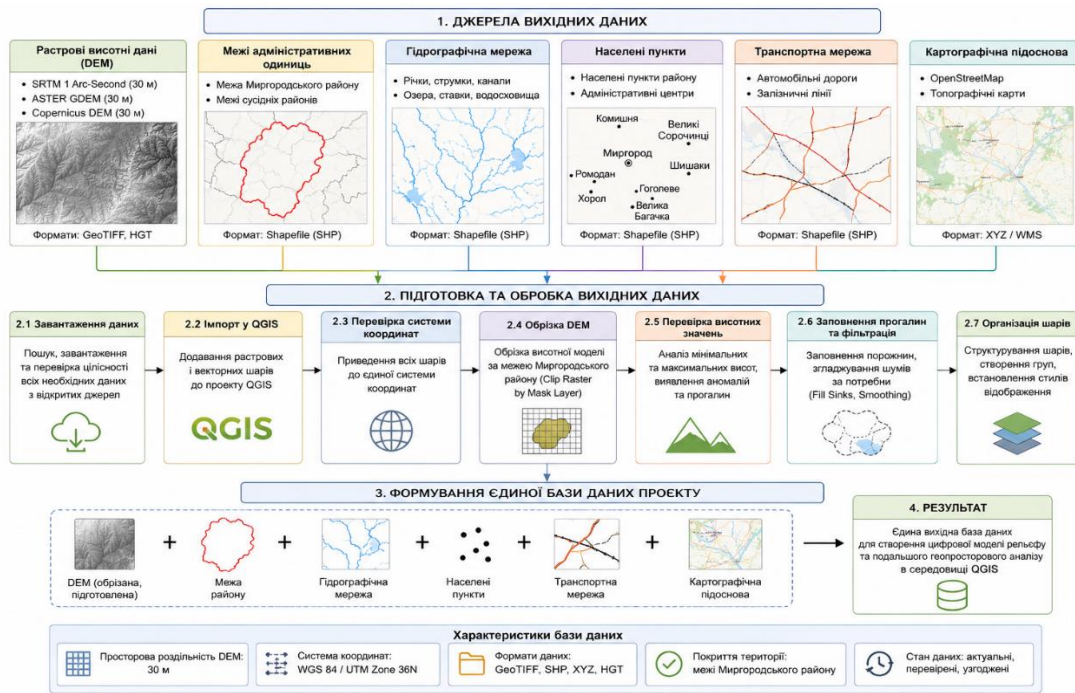 1. ДЖЕРЕЛА ВИХІДНИХ ДАНИХ
Растрові висотні дані
(DEM)
• SRTM 1 Arc-Second (30 м)
• ASTER GDEM (30 м)
• Copernicus DEM (30 м)
Формати: GeoTIFF, HGT
Межі адміністративних
одиниць
• Межа Миргородського району
• Межі сусідніх районів
Формат: Shapefile (SHP)
Гідрографічна мережа
• Річки, струмки, канали
• Озера, ставки, водосховища
Формат: Shapefile (SHP)
Населені пункти
• Населені пункти району
• Адміністративні центри
Комишня
Великі
Сорочинці
Миргород
Шишаки
Ромодан
Гоголеве
Хорол
Велика
Багачка
Формат: Shapefile (SHP)
Транспортна мережа
• Автомобільні дороги
• Залізничні лінії
Формат: Shapefile (SHP)
Картографічна підоснова
• OpenStreetMap
• Топографічні карти
Формат: XYZ / WMS
2. ПІДГОТОВКА ТА ОБРОБКА ВИХІДНИХ ДАНИХ
2.1 Завантаження даних
Пошук, завантаження
та перевірка цілісності
всіх необхідних даних
з відкритих джерел
2.2 Імпорт у QGIS
Додавання растрових
і векторних шарів
до проекту QGIS
QGIS
2.3 Перевірка системи
координат
Приведення всіх шарів
до єдиної системи
координат
2.4 Обрізка DEM
Обрізка висотної моделі
за межею Миргородського
району (Clip Raster
by Mask Layer)
2.5 Перевірка висотних
значень
Аналіз мінімальних
та максимальних висот,
виявлення аномалій
та прогалин
2.6 Заповнення прогалин
та фільтрація
Заповнення порожнин,
згладжування шумів
за потреби
(Fill Sinks, Smoothing)
2.7 Організація шарів
Структурування шарів,
створення груп,
встановлення стилів
відображення
3. ФОРМУВАННЯ ЄДИНОЇ БАЗИ ДАНИХ ПРОЕКТУ
+ + + + +
DEM (обрізана,
підготовлена)
Межа
району
Гідрографічна
мережа
Населені
пункти
Транспортна
мережа
Картографічна
підоснова
4. РЕЗУЛЬТАТ
Єдина вихідна база даних
для створення цифрової моделі рельєфу
та подальшого геопросторового аналізу
в середовищі QGIS
Характеристики бази даних
Просторова роздільність DEM:
30 м
Система координат:
WGS 84 / UTM Zone 36N
Формати даних:
GeoTIFF, SHP, XYZ, HGT
Покриття території:
межі Миргородського району
Стан даних: актуальні,
перевірені, узгоджені